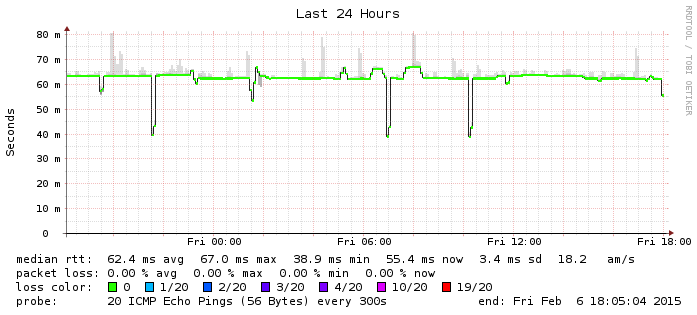 Last 24 Hours
RRDTOOL / TOBI OETIKER
Seconds
80 m
70 m
60 m
50 m
40 m
30 m
20 m
10 m
0
Fri 00:00 Fri 06:00 Fri 12:00 Fri 18:00
median rtt: 62.4 ms avg 67.0 ms max 38.9 ms min 55.4 ms now 3.4 ms sd 18.2 am/s
packet loss: 0.00 % avg 0.00 % max 0.00 % min 0.00 % now
loss color: 0 1/20 2/20 3/20 4/20 10/20 19/20
probe: 20 ICMP Echo Pings (56 Bytes) every 300s end: Fri Feb 6 18:05:04 2015